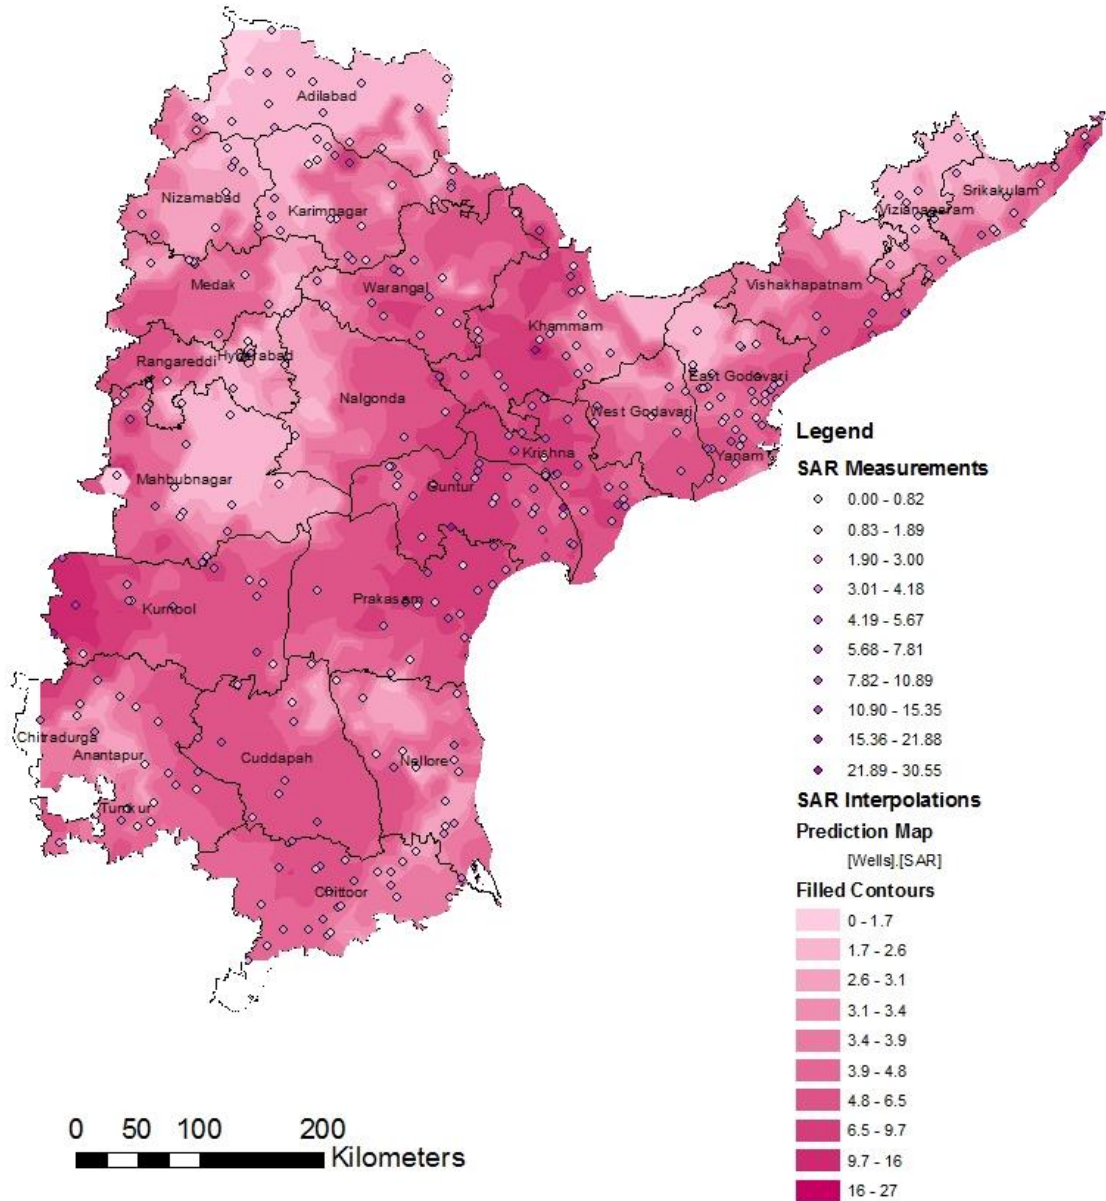 Adilabad
Nizamabad
Karimnagar
Srikakulam
Vizianagaram
Medak
Warangal
Vishakhapatnam
Khammam
Rangareddi
Hyderabad
East Godavari
Nalgonda
West Godavari
Krishna
Yanam
Mahbubnagar
Guntur
Prakasam
Kurnool
Chitradurga
Anantapur
Cuddapah
Nellore
Tumkur
Chittoor
Legend
SAR Measurements
0.00 - 0.82
0.83 - 1.89
1.90 - 3.00
3.01 - 4.18
4.19 - 5.67
5.68 - 7.81
7.82 - 10.89
10.90 - 15.35
15.36 - 21.88
21.89 - 30.55
SAR Interpolations
Prediction Map
[Wells].[SAR]
Filled Contours
0 - 1.7
1.7 - 2.6
2.6 - 3.1
3.1 - 3.4
3.4 - 3.9
3.9 - 4.8
4.8 - 6.5
6.5 - 9.7
9.7 - 16
16 - 27
0 50 100 200
Kilometers